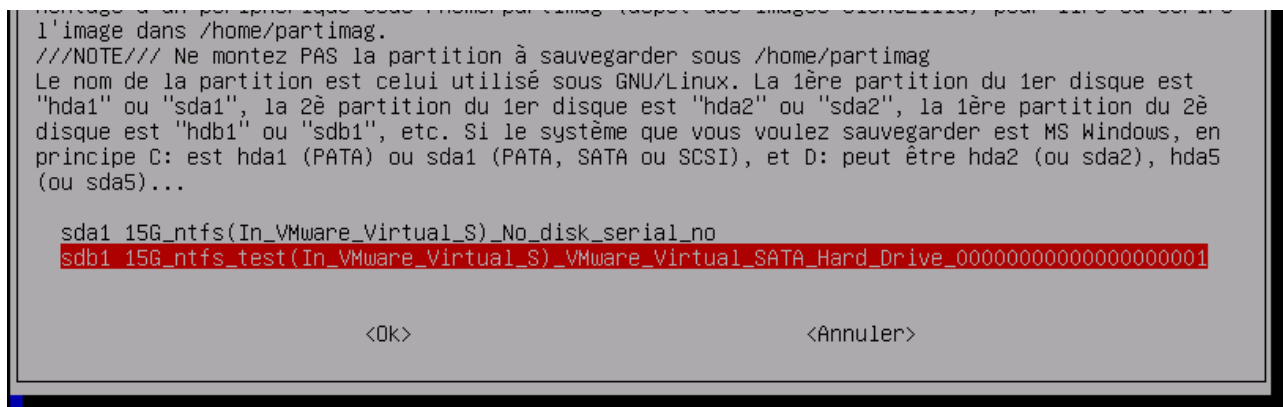 l'image dans /home/partimag.
///NOTE/// Ne montez PAS la partition à sauvegarder sous /home/partimag
Le nom de la partition est celui utilisé sous GNU/Linux. La 1ère partition du 1er disque est
"hda1" ou "sda1", la 2è partition du 1er disque est "hda2" ou "sda2", la 1ère partition du 2è
disque est "hdb1" ou "sdb1", etc. Si le système que vous voulez sauvegarder est MS Windows, en
principe C: est hda1 (PATA) ou sda1 (PATA, SATA ou SCSI), et D: peut être hda2 (ou sda2), hda5
(ou sda5)...
sda1 15G_ntfs(In_VMware_Virtual_S)_No_disk_serial_no
sdb1 15G_ntfs_test(In_VMware_Virtual_S)_VMware_Virtual_SATA_Hard_Drive_00000000000000000001
<Ok> <Annuler>